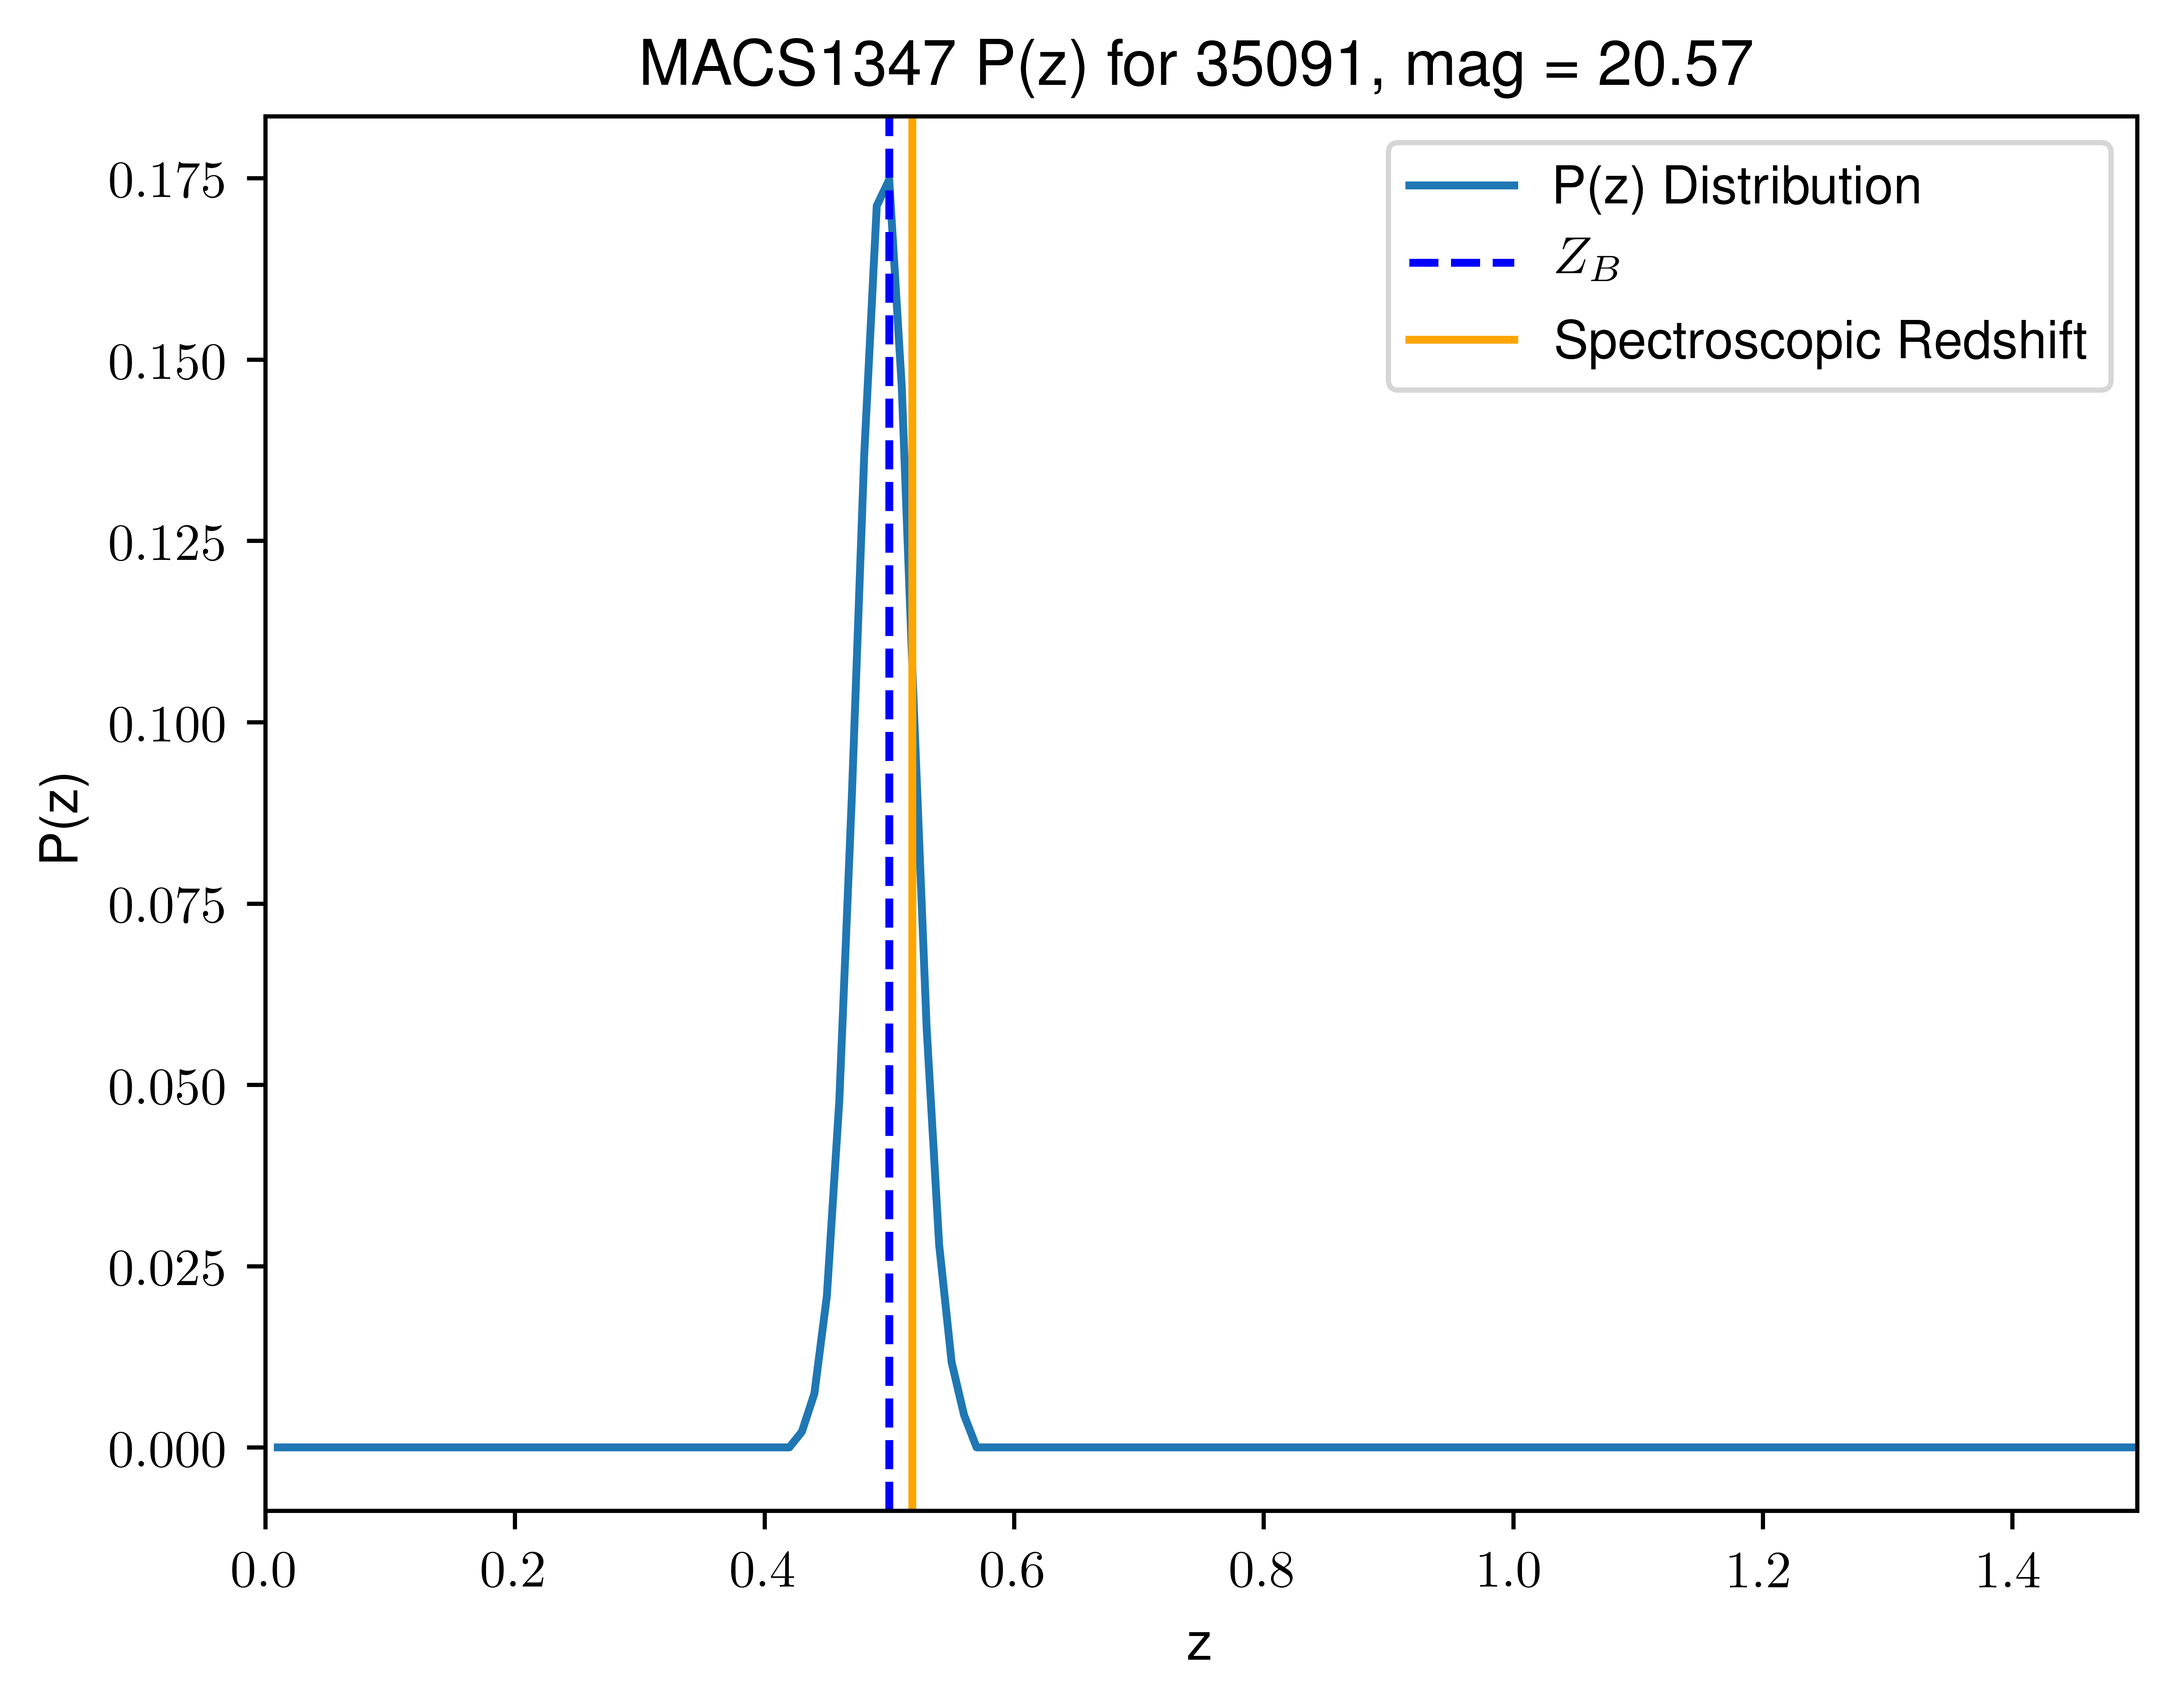 MACS1347 P(z) for 35091, mag = 20.57
P(z) Distribution
Z_B
Spectroscopic Redshift
0.175
0.150
0.125
0.100
0.075
0.050
0.025
0.000
P(z)
0.0 0.2 0.4 0.6 0.8 1.0 1.2 1.4
z